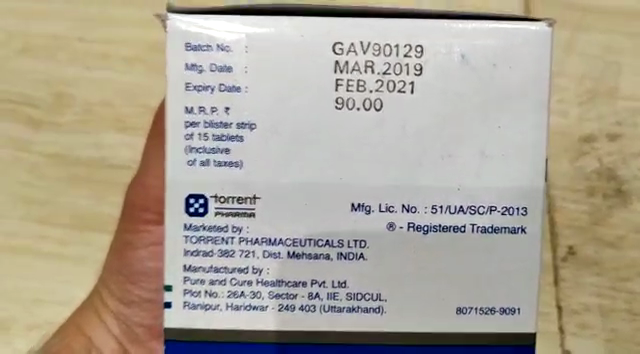 Batch No. : GAV90129
Mfg. Date : MAR.2019
Expiry Date : FEB.2021
M.R.P. ₹ 90.00
per blister strip
of 15 tablets
(Inclusive
of all taxes)
torrent
PHARMA
Mfg. Lic. No. : 51/UA/SC/P-2013
® - Registered Trademark
Marketed by :
TORRENT PHARMACEUTICALS LTD.
Indrad-382 721, Dist. Mehsana, INDIA.
Manufactured by :
Pure and Cure Healthcare Pvt. Ltd.
Plot No.: 26A-30, Sector - 8A, IIE, SIDCUL,
Ranipur, Haridwar - 249 403 (Uttarakhand).
8071526-9091